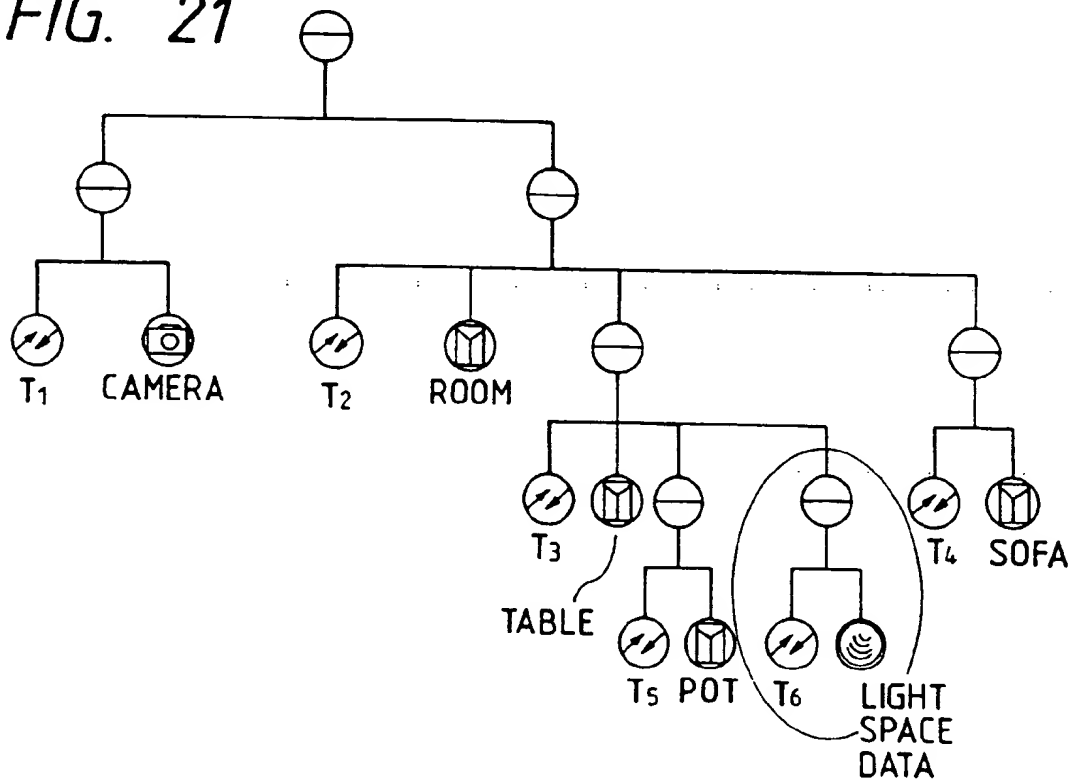 FIG. 21
T1 CAMERA T2 ROOM
T3 T4 SOFA
TABLE
T5 POT T6 LIGHT
SPACE
DATA